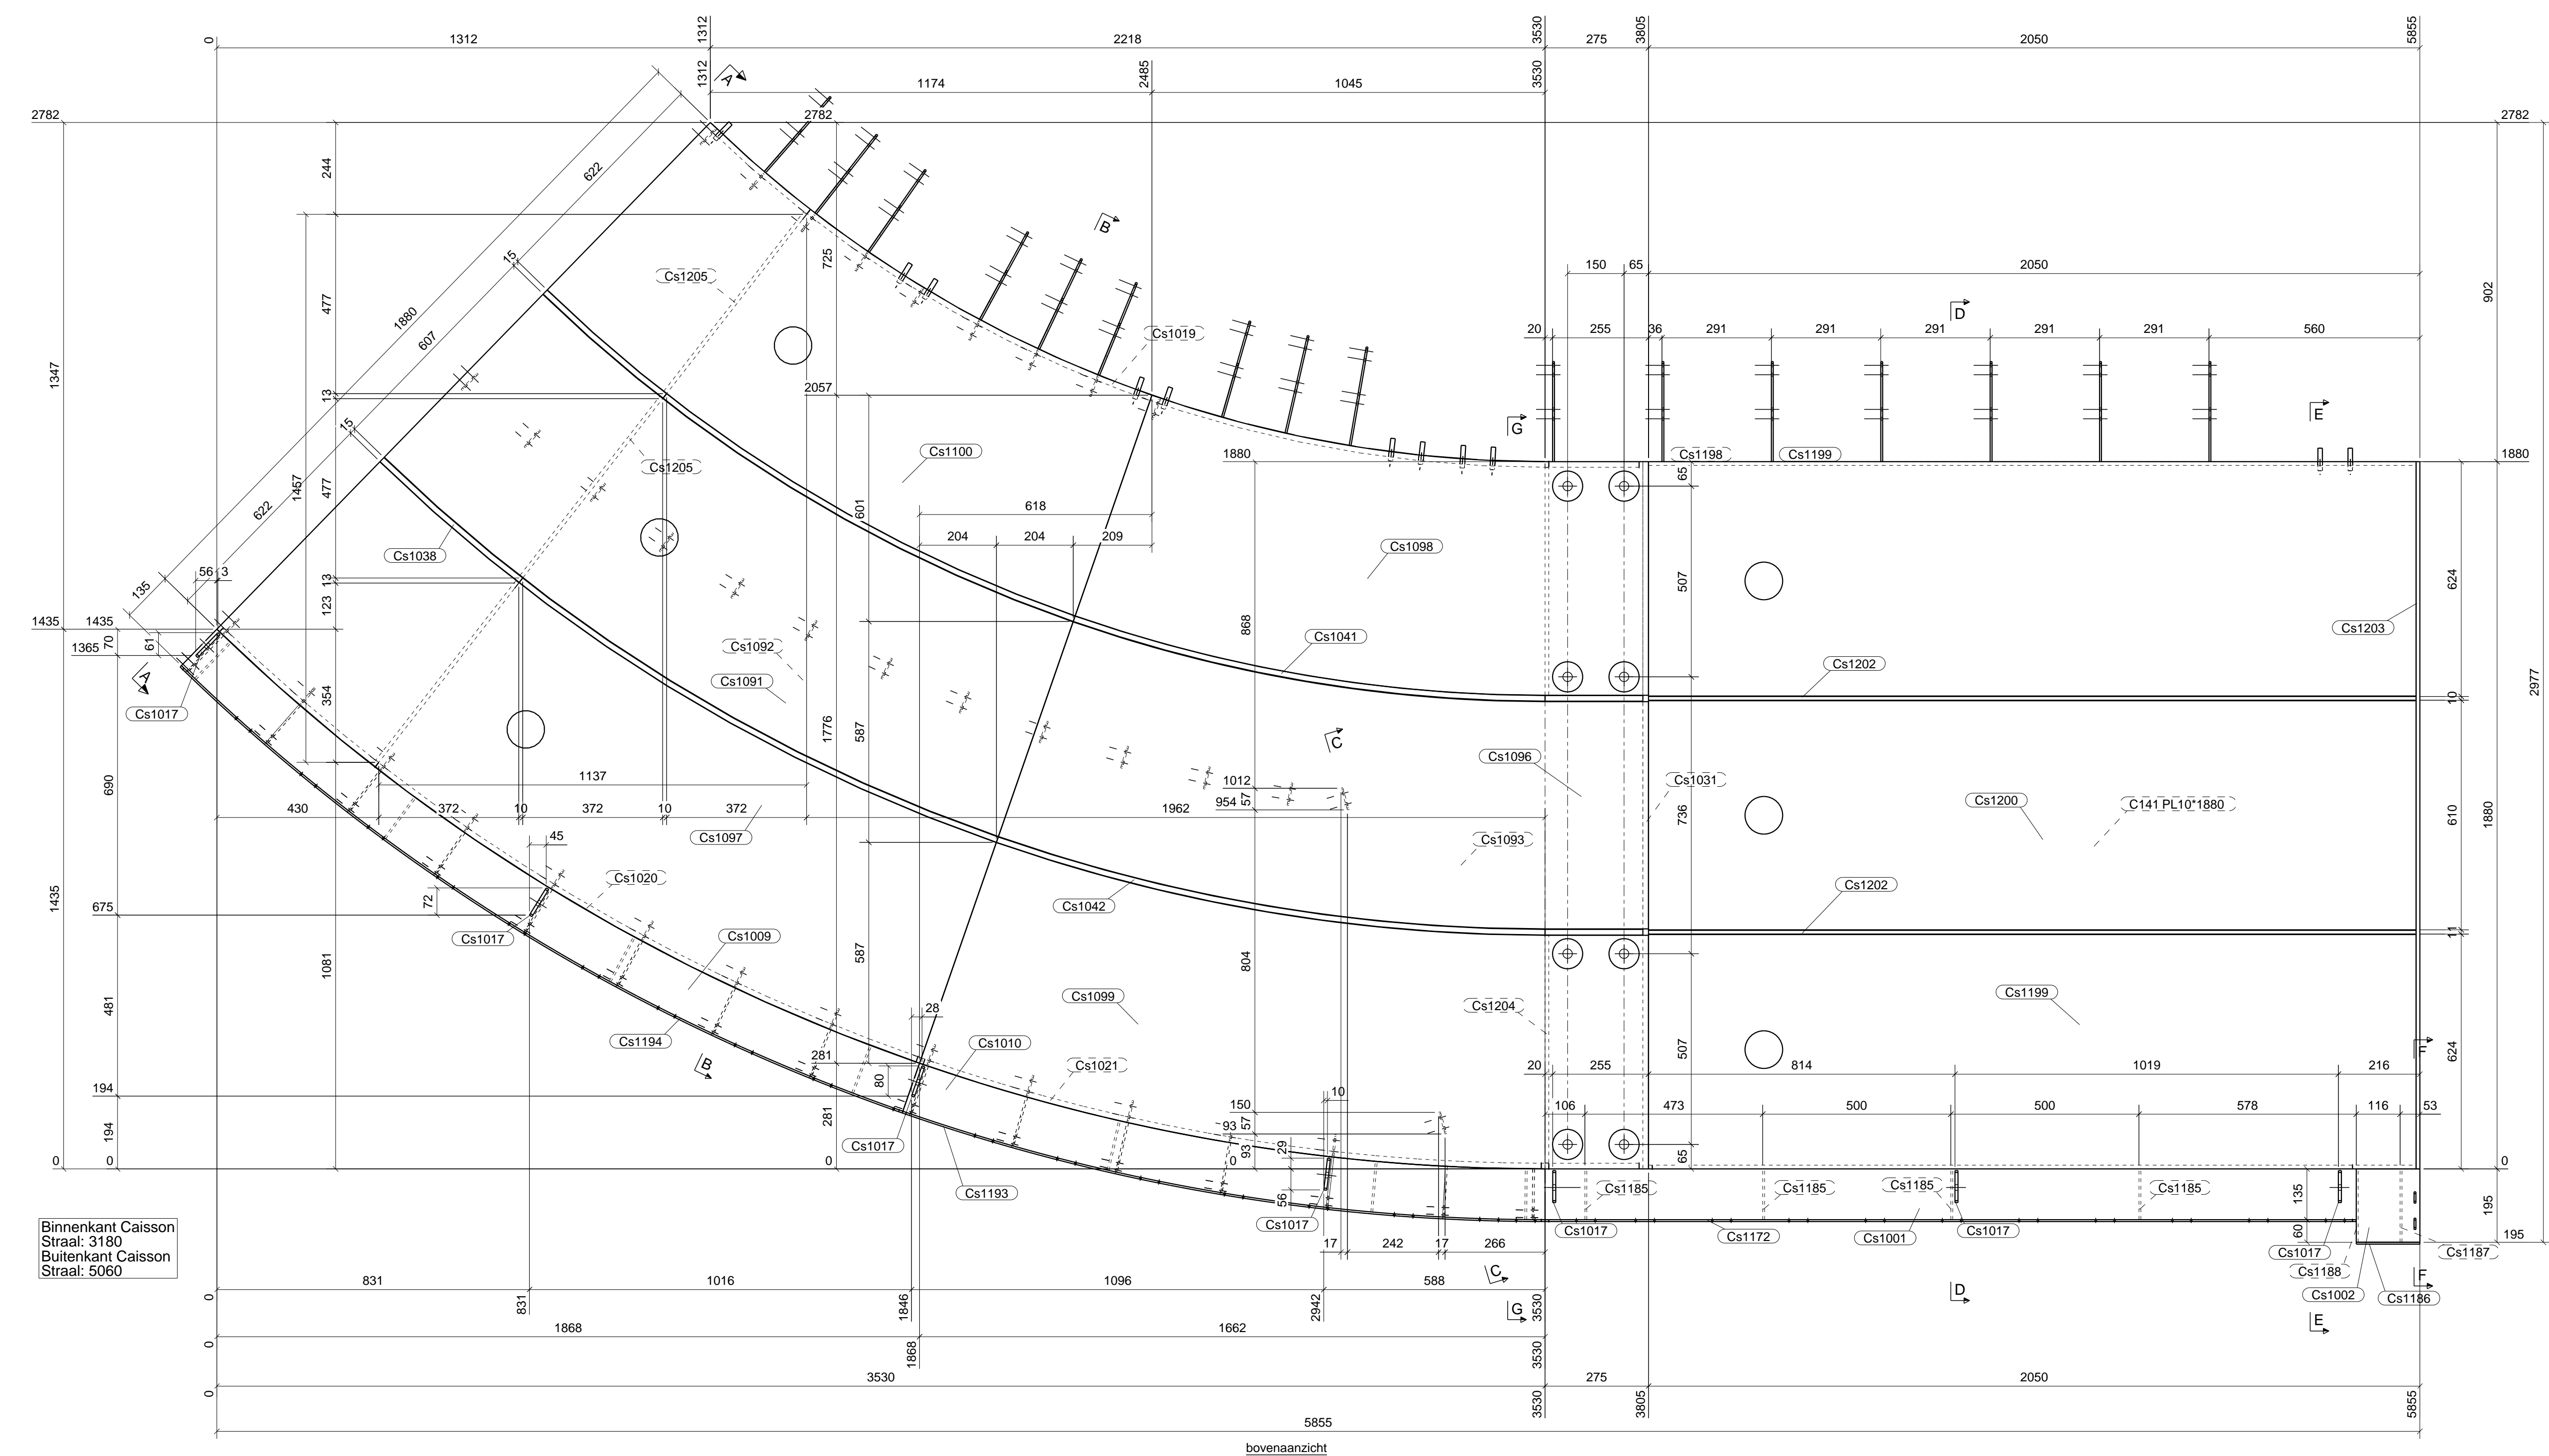 0
1312
1312
2218
3530
275
3805
2050
5855
1312
1174
2485
1045
3530
A
2782
2782
2782
244
622
B
725
Cs1205
15
150
65
2050
902
477
1880
607
Cs1019
20
255
36
291
291
291
291
291
560
D
1347
13
2057
15
E
G
Cs1205
Cs1100
1880
Cs1198
Cs1199
1880
65
477
1457
622
601
618
204
204
209
Cs1098
Cs1038
507
624
56
3
13
135
123
1435
1435
70
61
1365
868
Cs1041
Cs1203
Cs1092
Cs1202
A
Cs1091
354
10
2977
Cs1017
1776
587
C
Cs1096
690
1137
1012
57
954
Cs1031
430
372
10
372
10
372
1962
736
Cs1200
C141 PL10*1880
610
1880
Cs1097
45
Cs1093
Cs1020
72
Cs1042
Cs1202
1435
675
Cs1017
Cs1009
11
1081
587
804
481
Cs1099
Cs1204
Cs1199
28
Cs1194
281
Cs1010
507
624
B
Cs1021
20
255
814
1019
216
F
80
194
10
150
57
106
473
500
500
578
116
53
194
281
Cs1017
93
93
29
65
0
0
0
0
0
56
Cs1185
Cs1185
Cs1185
Cs1185
135
195
Cs1193
Cs1017
Cs1017
Cs1172
Cs1001
Cs1017
60
195
Binnenkant Caisson
Straal: 3180
Buitenkant Caisson
Straal: 5060
17
242
17
266
Cs1017
Cs1187
Cs1188
C
F
831
1016
1096
588
D
Cs1002
Cs1186
0
831
1846
2942
G
3530
E
1868
1662
0
1868
3530
3530
275
2050
0
3530
3805
5855
5855
bovenaanzicht